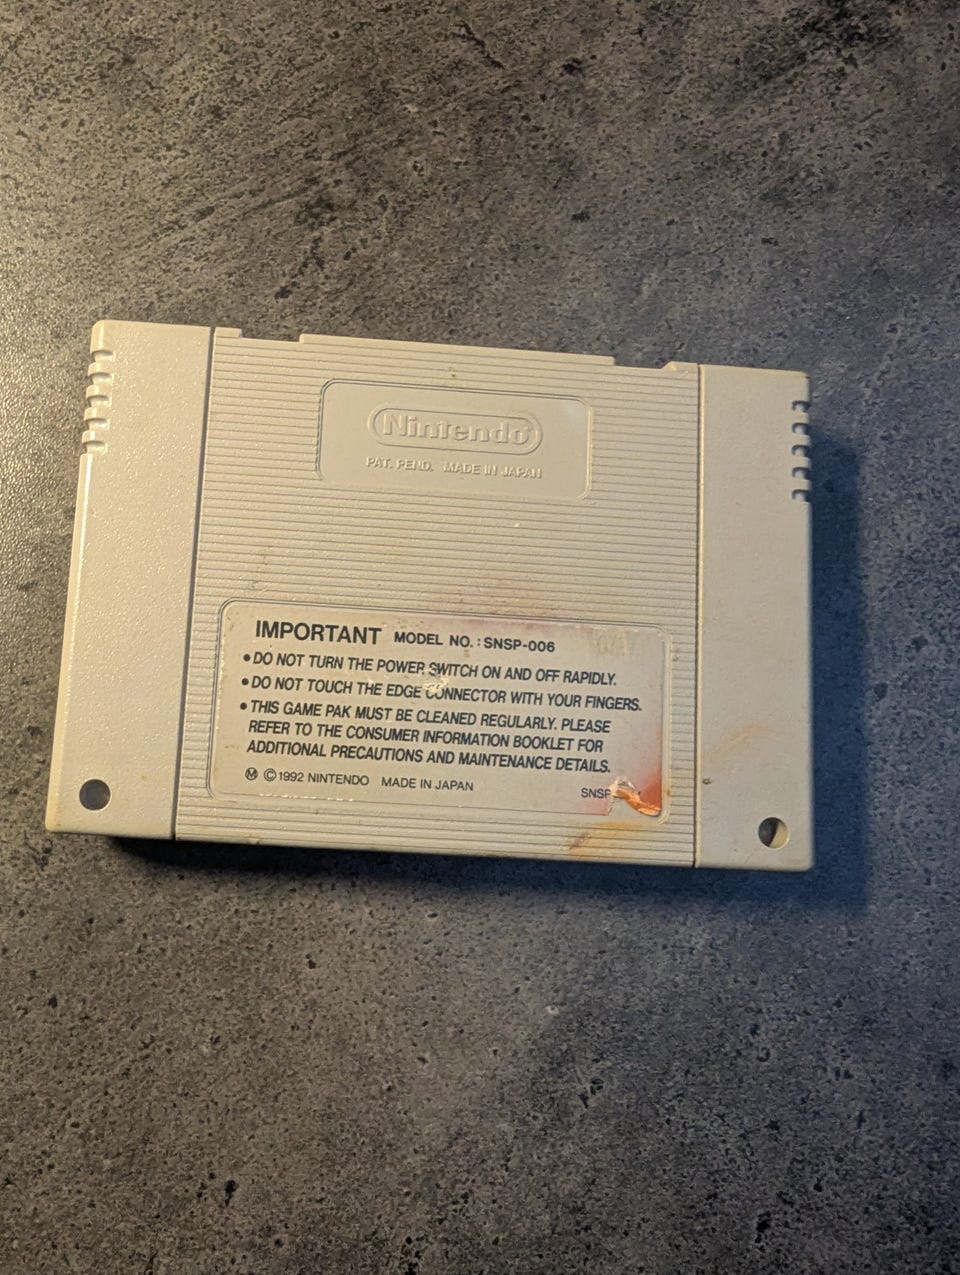 Nintendo
PAT. PEND. MADE IN JAPAN
IMPORTANT MODEL NO.: SNSP-006
• DO NOT TURN THE POWER SWITCH ON AND OFF RAPIDLY.
• DO NOT TOUCH THE EDGE CONNECTOR WITH YOUR FINGERS.
• THIS GAME PAK MUST BE CLEANED REGULARLY. PLEASE
REFER TO THE CONSUMER INFORMATION BOOKLET FOR
ADDITIONAL PRECAUTIONS AND MAINTENANCE DETAILS.
Ⓜ ©1992 NINTENDO MADE IN JAPAN